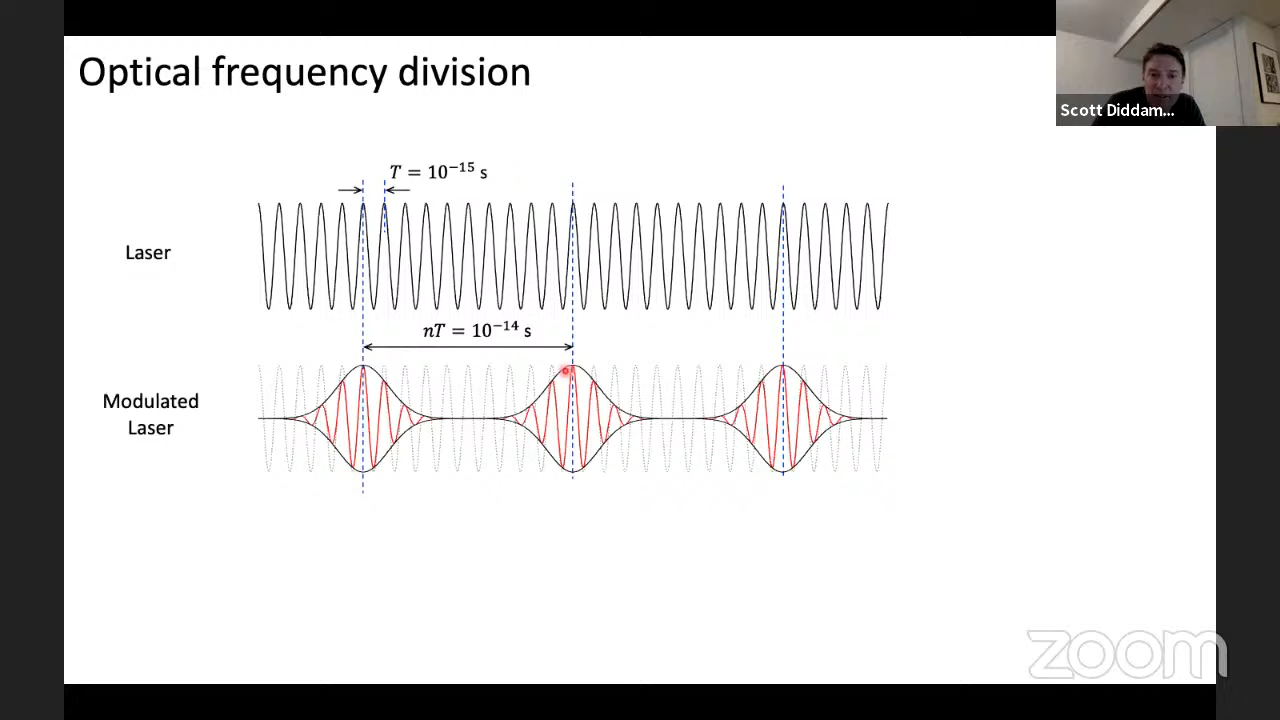 Optical frequency division
Scott Diddam...
T = 10⁻¹⁵ s
Laser
nT = 10⁻¹⁴ s
Modulated
Laser
zoom